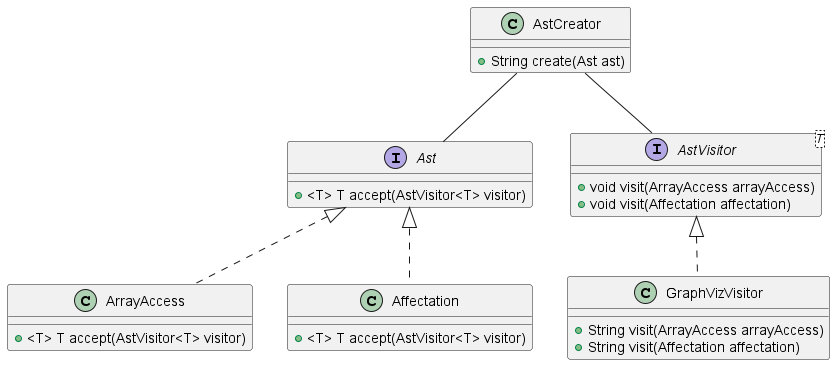 C AstCreator
String create(Ast ast)
I Ast
<T> T accept(AstVisitor<T> visitor)
T
I AstVisitor
void visit(ArrayAccess arrayAccess)
void visit(Affectation affectation)
C ArrayAccess
<T> T accept(AstVisitor<T> visitor)
C Affectation
<T> T accept(AstVisitor<T> visitor)
C GraphVizVisitor
String visit(ArrayAccess arrayAccess)
String visit(Affectation affectation)